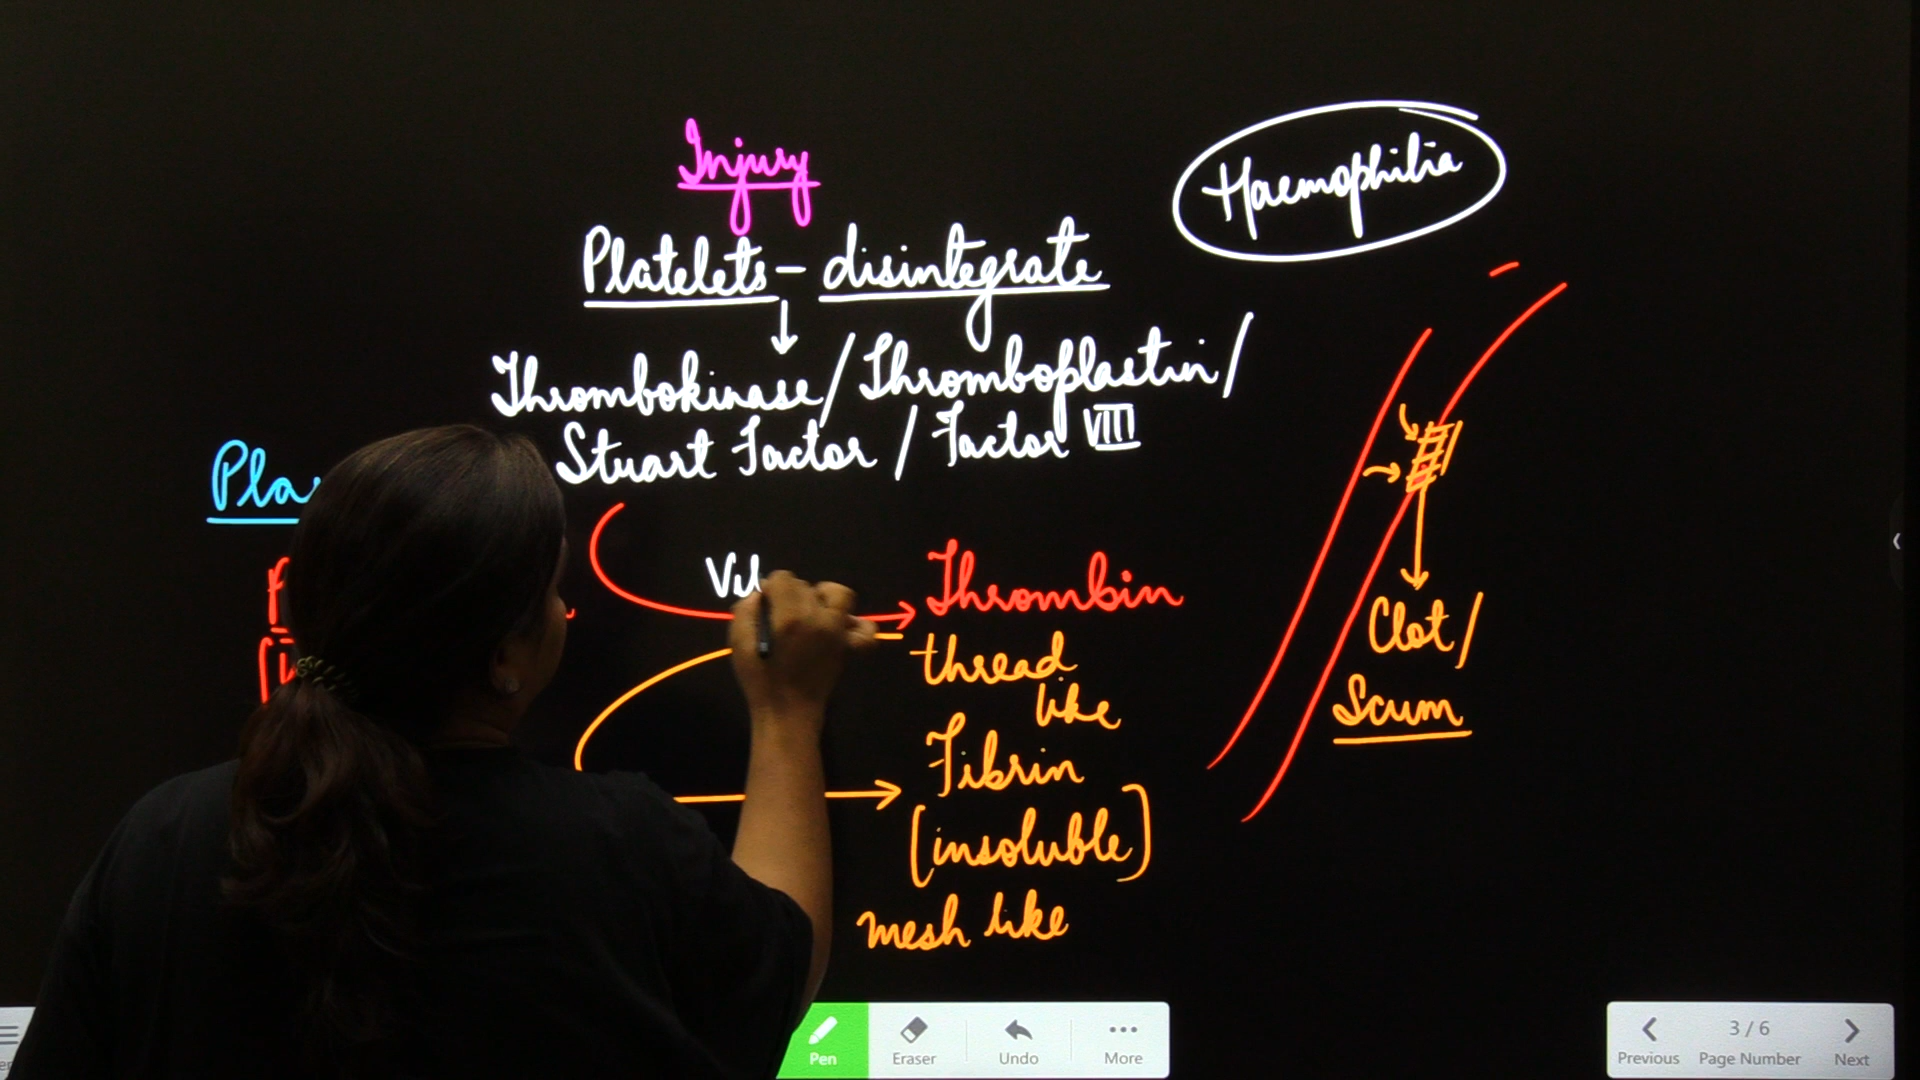 Injury
Haemophilia
Platelets - disintegrate
Thrombokinase / Thromboplastin /
Stuart Factor / Factor VIII
Thrombin
thread
like
Clot /
Scum
Fibrin
[insoluble]
mesh like
Pen
Eraser
Undo
More
Previous
3 / 6
Page Number
Next